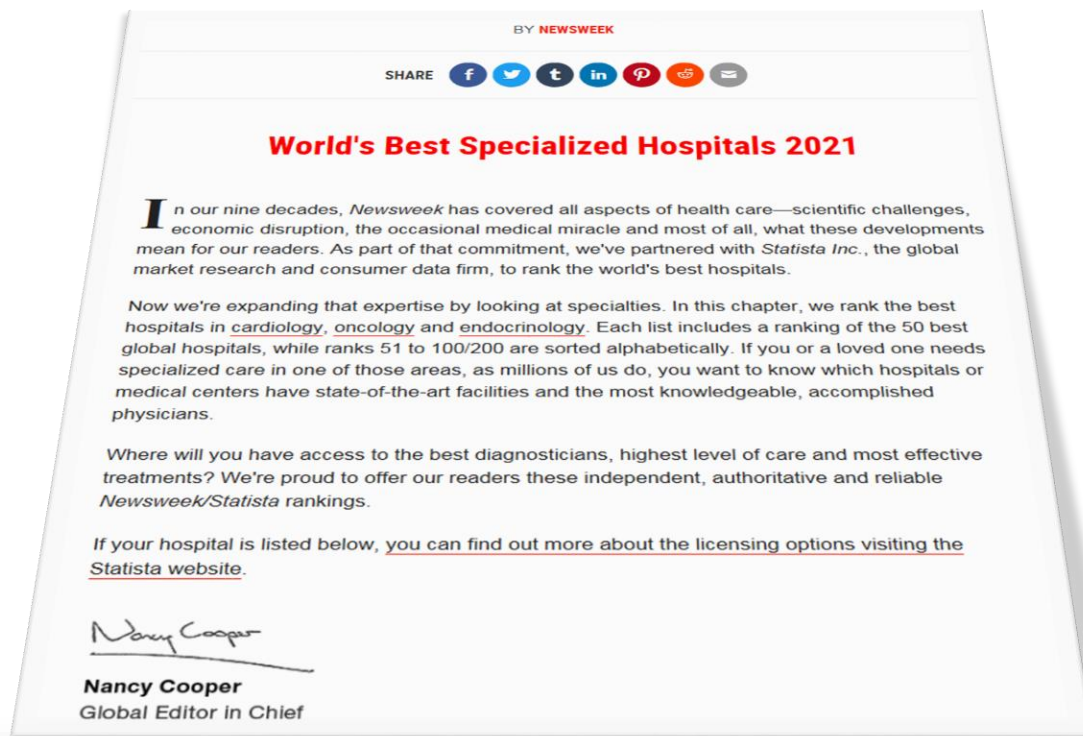 BY NEWSWEEK
SHARE
World's Best Specialized Hospitals 2021
In our nine decades, Newsweek has covered all aspects of health care—scientific challenges,
economic disruption, the occasional medical miracle and most of all, what these developments
mean for our readers. As part of that commitment, we've partnered with Statista Inc., the global
market research and consumer data firm, to rank the world's best hospitals.
Now we're expanding that expertise by looking at specialties. In this chapter, we rank the best
hospitals in cardiology, oncology and endocrinology. Each list includes a ranking of the 50 best
global hospitals, while ranks 51 to 100/200 are sorted alphabetically. If you or a loved one needs
specialized care in one of those areas, as millions of us do, you want to know which hospitals or
medical centers have state-of-the-art facilities and the most knowledgeable, accomplished
physicians.
Where will you have access to the best diagnosticians, highest level of care and most effective
treatments? We're proud to offer our readers these independent, authoritative and reliable
Newsweek/Statista rankings.
If your hospital is listed below, you can find out more about the licensing options visiting the
Statista website.
Nancy Cooper
Nancy Cooper
Global Editor in Chief